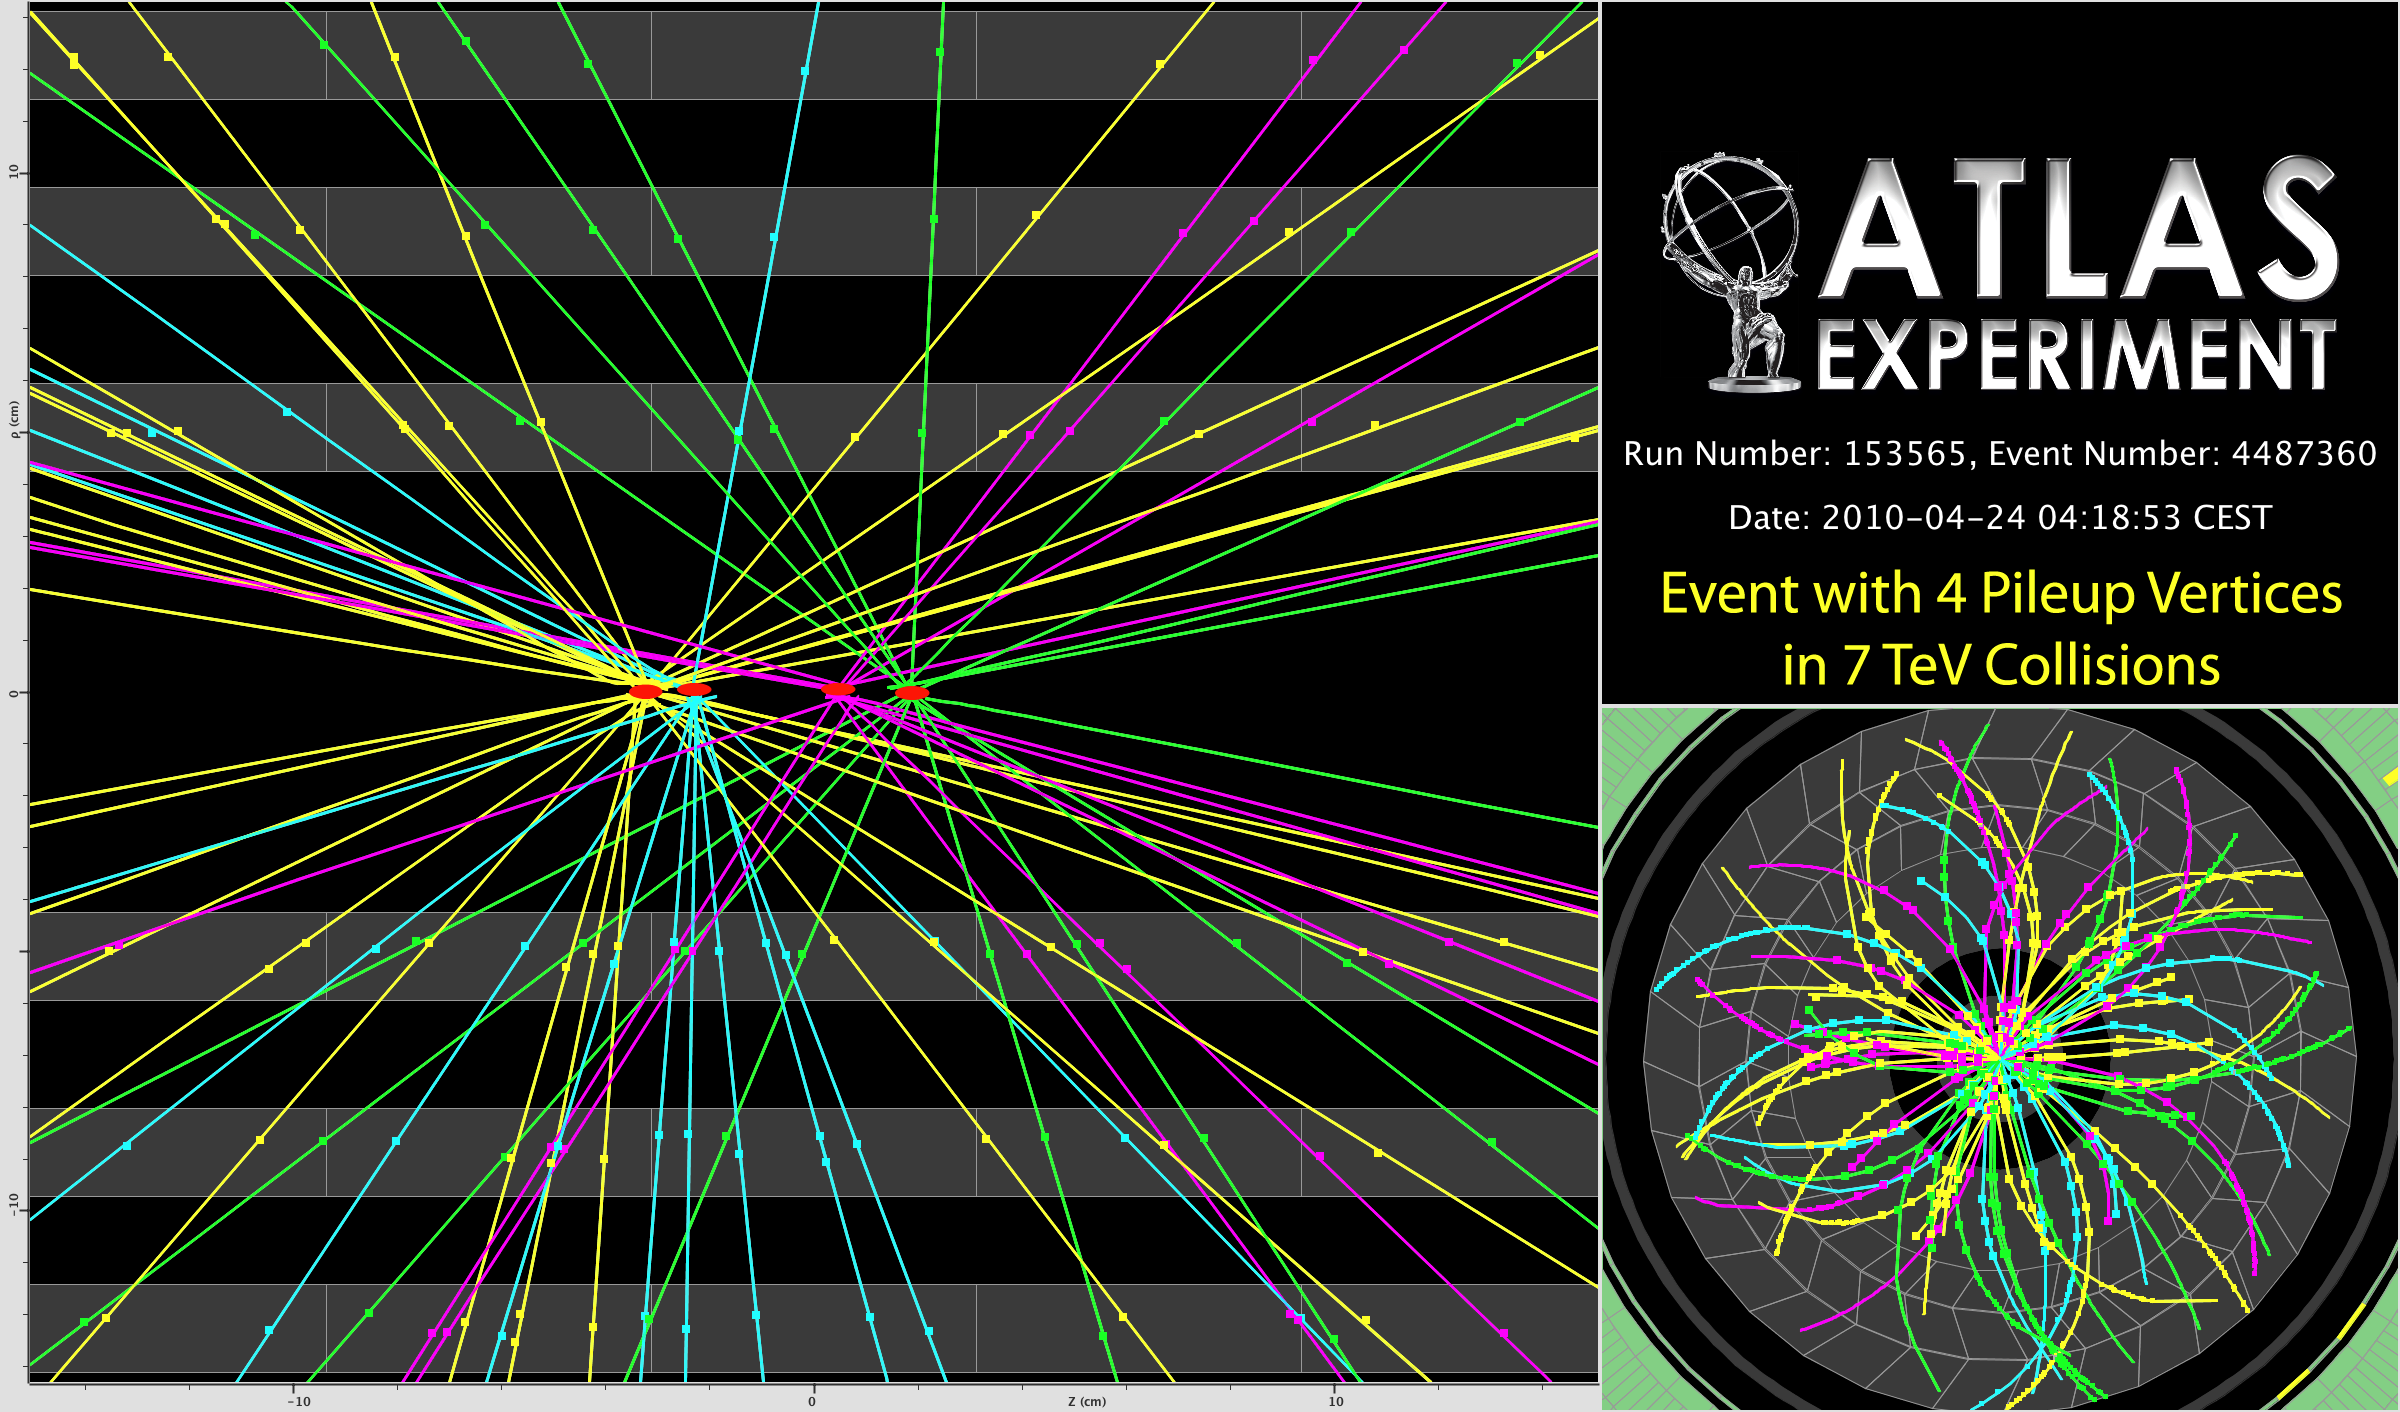 10
ρ (cm)
0
-10
-10
0
Z (cm)
10
ATLAS
EXPERIMENT
Run Number: 153565, Event Number: 4487360
Date: 2010-04-24 04:18:53 CEST
Event with 4 Pileup Vertices
in 7 TeV Collisions